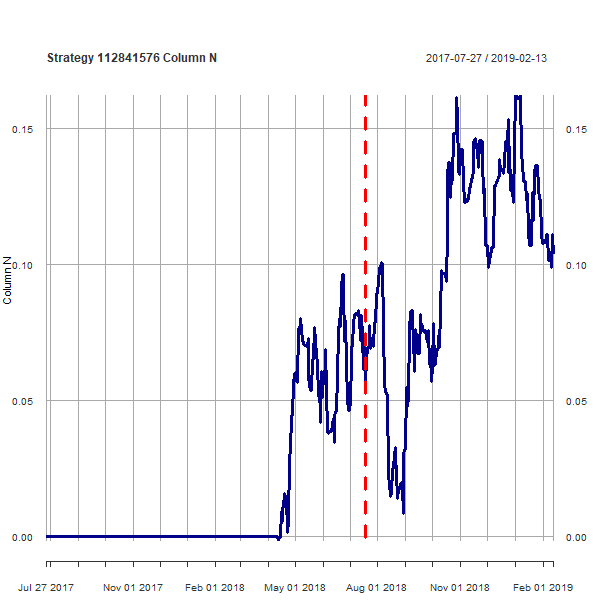 Strategy 112841576 Column N
2017-07-27 / 2019-02-13
Column N
0.15
0.15
0.10
0.10
0.05
0.05
0.00
0.00
Jul 27 2017
Nov 01 2017
Feb 01 2018
May 01 2018
Aug 01 2018
Nov 01 2018
Feb 01 2019